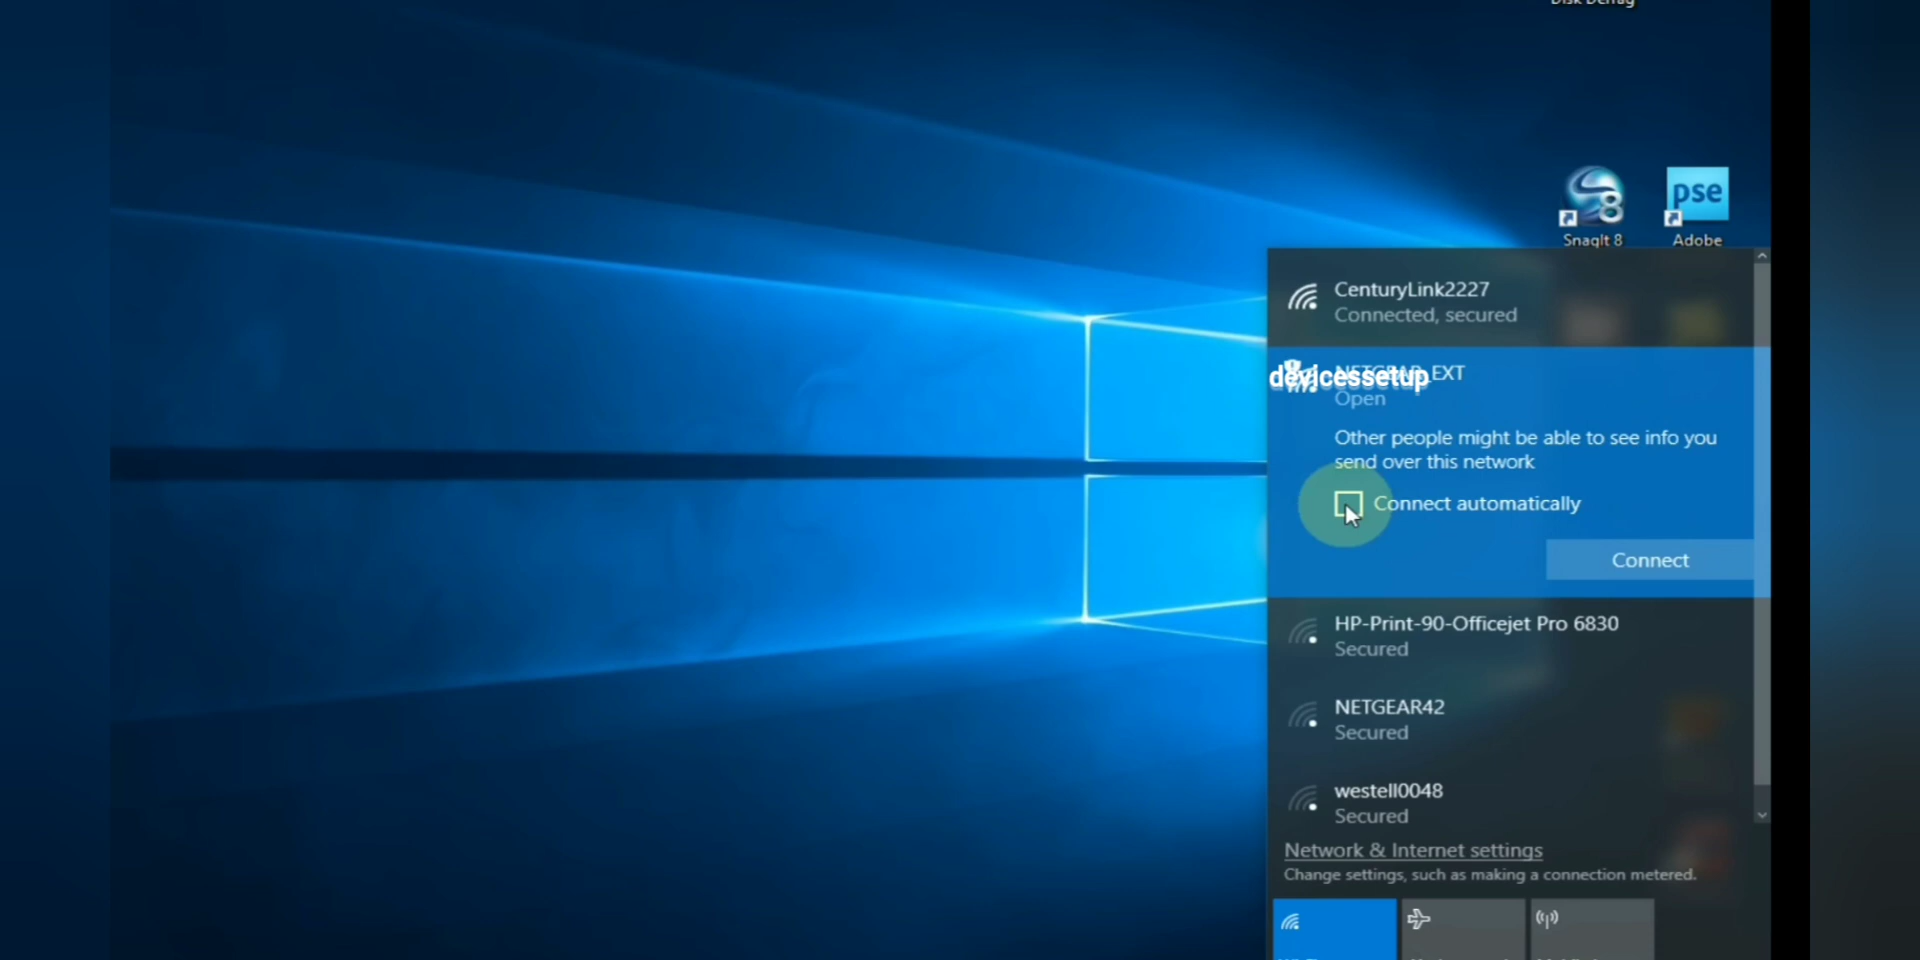 Disk Defrag
8
SnagIt 8
pse
Adobe
CenturyLink2227
Connected, secured
NETGEAR_EXT
devicessetup
Open
Other people might be able to see info you
send over this network
Connect automatically
Connect
HP-Print-90-Officejet Pro 6830
Secured
NETGEAR42
Secured
westell0048
Secured
Network & Internet settings
Change settings, such as making a connection metered.